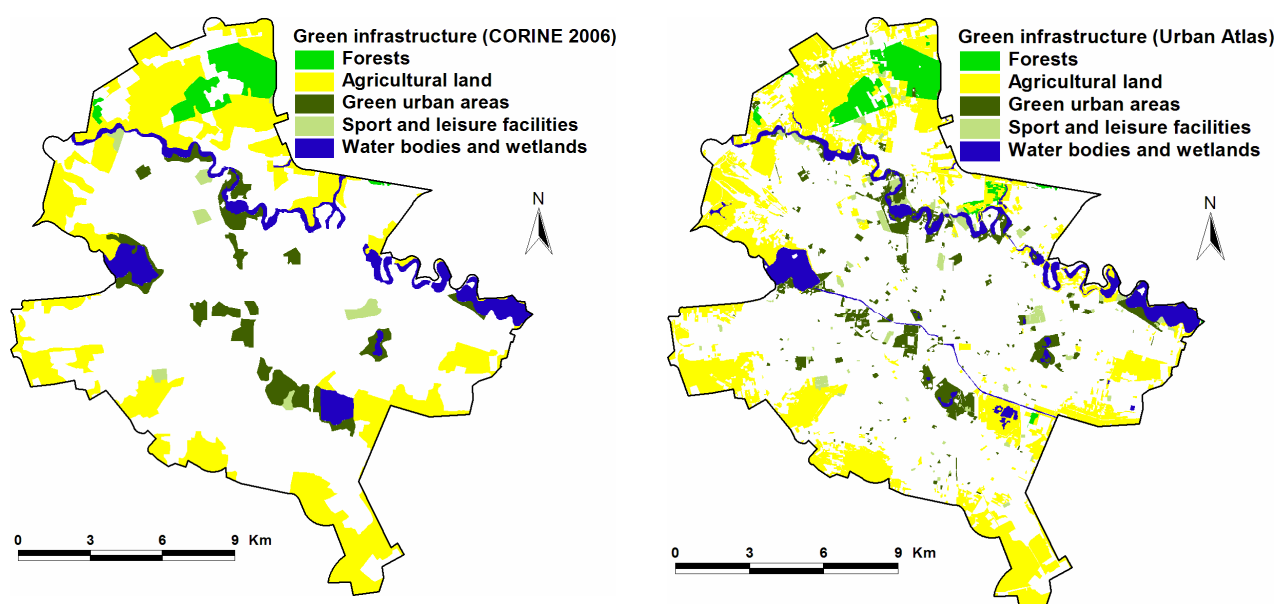 Green infrastructure (CORINE 2006)
Forests
Agricultural land
Green urban areas
Sport and leisure facilities
Water bodies and wetlands
N
0 3 6 9 Km
Green infrastructure (Urban Atlas)
Forests
Agricultural land
Green urban areas
Sport and leisure facilities
Water bodies and wetlands
N
0 3 6 9 Km